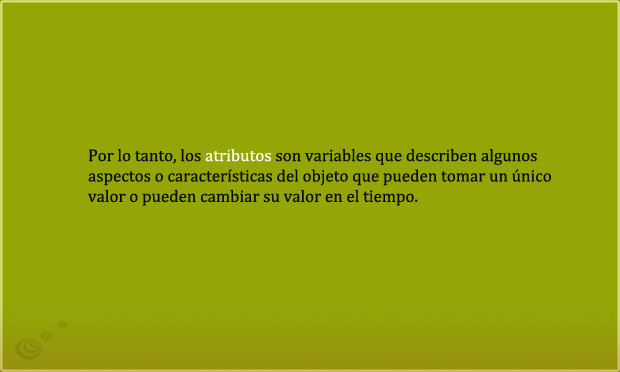 Por lo tanto, los atributos son variables que describen algunos
aspectos o características del objeto que pueden tomar un único
valor o pueden cambiar su valor en el tiempo.